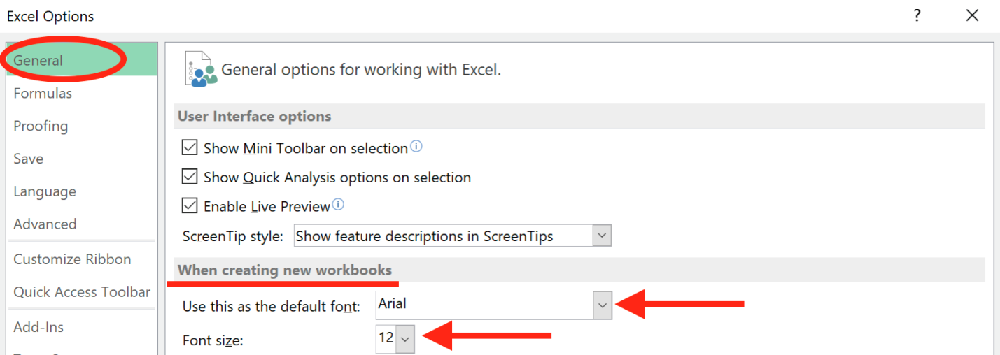 Excel Options
?
General
Formulas
Proofing
Save
Language
Advanced
Customize Ribbon
Quick Access Toolbar
Add-Ins
General options for working with Excel.
User Interface options
Show Mini Toolbar on selection
Show Quick Analysis options on selection
Enable Live Preview
ScreenTip style: Show feature descriptions in ScreenTips
When creating new workbooks
Use this as the default font: Arial
Font size: 12